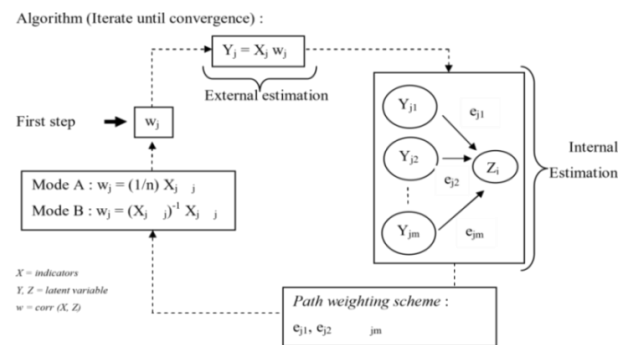 Algorithm (Iterate until convergence) :
Yj = Xj wj
External estimation
First step
wj
Mode A : wj = (1/n) Xj j
Mode B : wj = (Xj j)-1 Xj j
Yj1
Yj2
Yjm
ej1
ej2
ejm
Zi
Internal
Estimation
X = indicators
Y, Z = latent variable
w = corr (X, Z)
Path weighting scheme :
ej1, ej2 jm